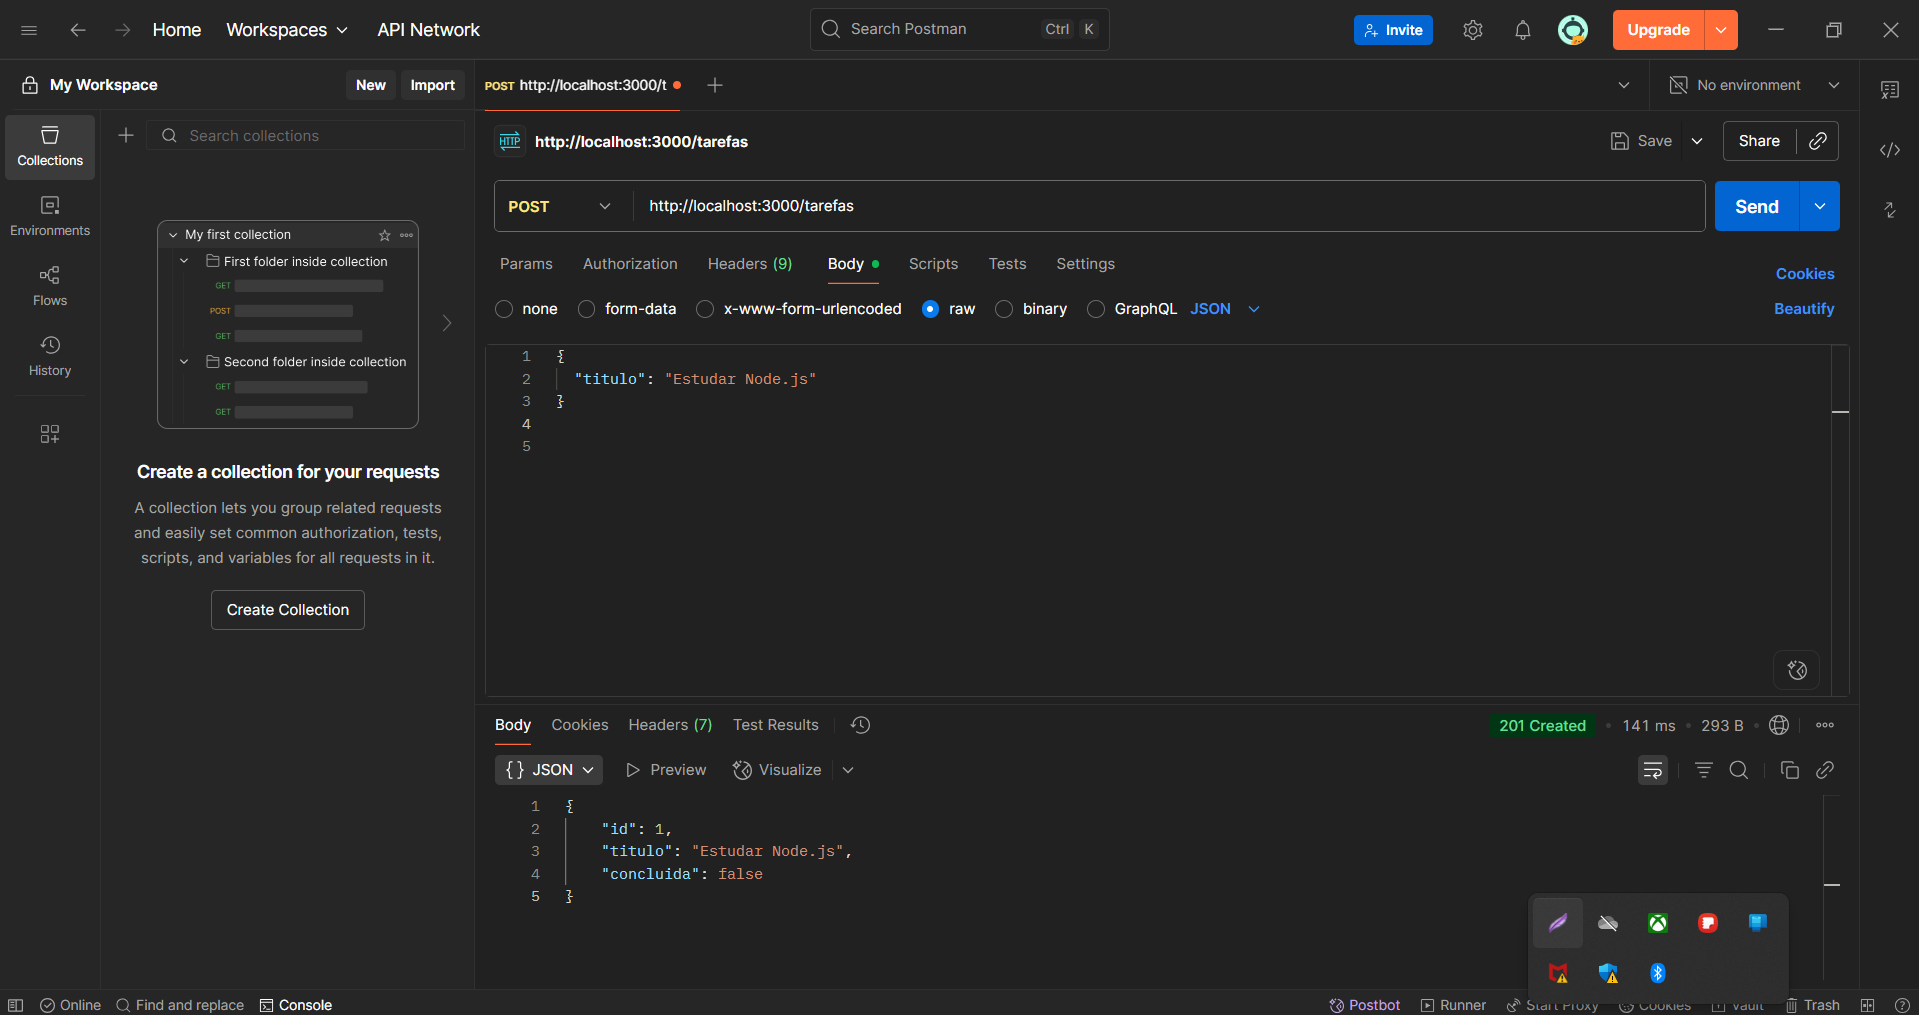 Home Workspaces API Network Search Postman Ctrl K Invite Upgrade
My Workspace New Import POST http://localhost:3000/t No environment
Collections
Search collections
HTTP http://localhost:3000/tarefas Save Share
Environments
POST http://localhost:3000/tarefas Send
My first collection
First folder inside collection
GET
POST
GET
Second folder inside collection
GET
GET
Params Authorization Headers (9) Body Scripts Tests Settings Cookies
Flows
none form-data x-www-form-urlencoded raw binary GraphQL JSON Beautify
History
1 {
2 "titulo": "Estudar Node.js"
3 }
4
5
Create a collection for your requests
A collection lets you group related requests
and easily set common authorization, tests,
scripts, and variables for all requests in it.
Create Collection
Body Cookies Headers (7) Test Results 201 Created • 141 ms • 293 B •
{} JSON Preview Visualize
1 {
2 "id": 1,
3 "titulo": "Estudar Node.js",
4 "concluida": false
5 }
Online Find and replace Console Postbot Runner Start Proxy Cookies Vault Trash